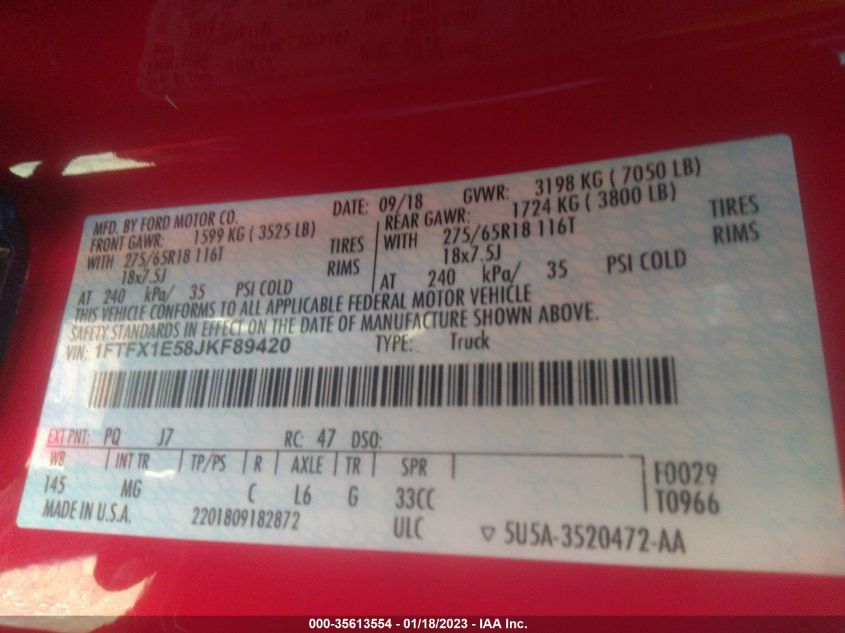 MFD. BY FORD MOTOR CO. DATE: 09/18 GVWR: 3198 KG ( 7050 LB)
FRONT GAWR: 1599 KG ( 3525 LB) REAR GAWR: 1724 KG ( 3800 LB)
WITH 275/65R18 116T TIRES WITH 275/65R18 116T TIRES
18x7.5J RIMS 18x7.5J RIMS
AT 240 kPa/ 35 PSI COLD AT 240 kPa/ 35 PSI COLD
THIS VEHICLE CONFORMS TO ALL APPLICABLE FEDERAL MOTOR VEHICLE
SAFETY STANDARDS IN EFFECT ON THE DATE OF MANUFACTURE SHOWN ABOVE.
VIN: 1FTFX1E58JKF89420 TYPE: Truck
EXT PNT: PQ J7 RC: 47 DSO:
WB INT TR TP/PS R AXLE TR SPR F0029
145 MG C L6 G 33CC T0966
MADE IN U.S.A. 2201809182872 ULC ▽ 5U5A-3520472-AA
000-35613554 - 01/18/2023 - IAA Inc.